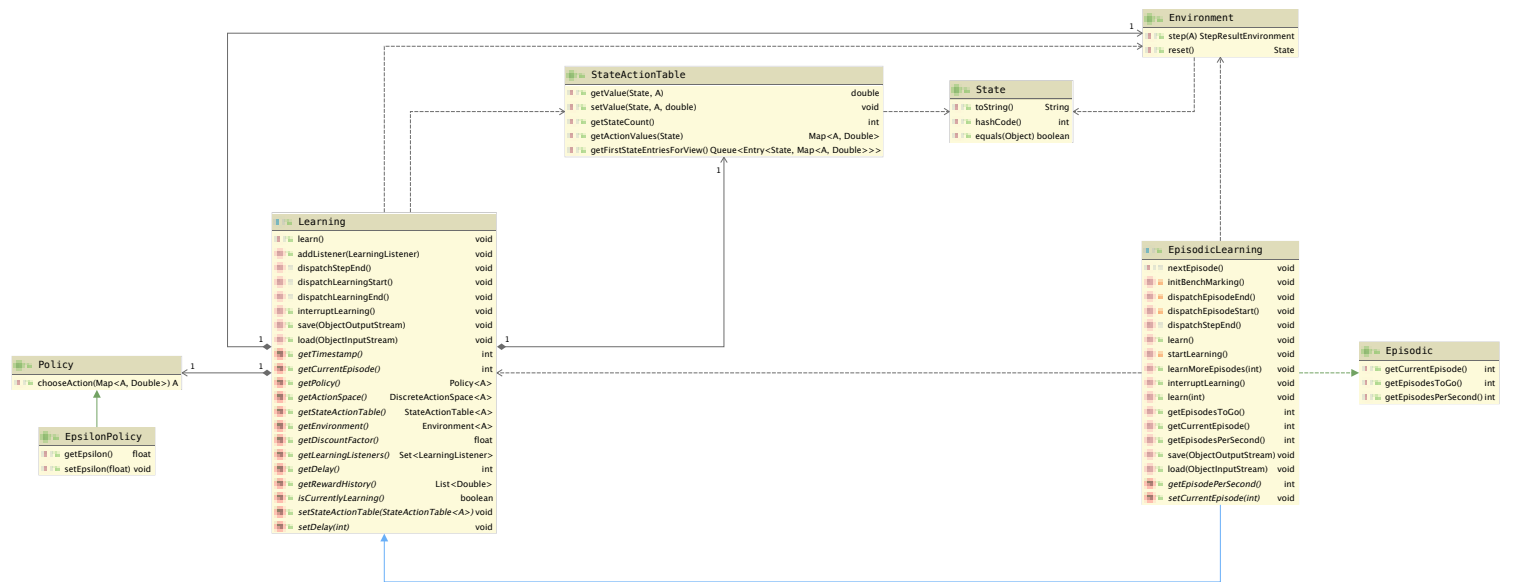 Environment
step(A) StepResultEnvironment
reset() State
1
StateActionTable
getValue(State, A) double
setValue(State, A, double) void
getStateCount() int
getActionValues(State) Map<A, Double>
getFirstStateEntriesForView() Queue<Entry<State, Map<A, Double>>>
1
State
toString() String
hashCode() int
equals(Object) boolean
Learning
learn() void
addListener(LearningListener) void
dispatchStepEnd() void
dispatchLearningStart() void
dispatchLearningEnd() void
interruptLearning() void
save(ObjectOutputStream) void
load(ObjectInputStream) void
getTimestamp() int
getCurrentEpisode() int
getPolicy() Policy<A>
getActionSpace() DiscreteActionSpace<A>
getStateActionTable() StateActionTable<A>
getEnvironment() Environment<A>
getDiscountFactor() float
getLearningListeners() Set<LearningListener>
getDelay() int
getRewardHistory() List<Double>
isCurrentlyLearning() boolean
setStateActionTable(StateActionTable<A>) void
setDelay(int) void
1
1
1
1
Policy
chooseAction(Map<A, Double>) A
EpsilonPolicy
getEpsilon() float
setEpsilon(float) void
EpisodicLearning
nextEpisode() void
initBenchMarking() void
dispatchEpisodeEnd() void
dispatchEpisodeStart() void
dispatchStepEnd() void
learn() void
startLearning() void
learnMoreEpisodes(int) void
interruptLearning() void
learn(int) void
getEpisodesToGo() int
getCurrentEpisode() int
getEpisodesPerSecond() int
save(ObjectOutputStream) void
load(ObjectInputStream) void
getEpisodePerSecond() int
setCurrentEpisode(int) void
Episodic
getCurrentEpisode() int
getEpisodesToGo() int
getEpisodesPerSecond() int